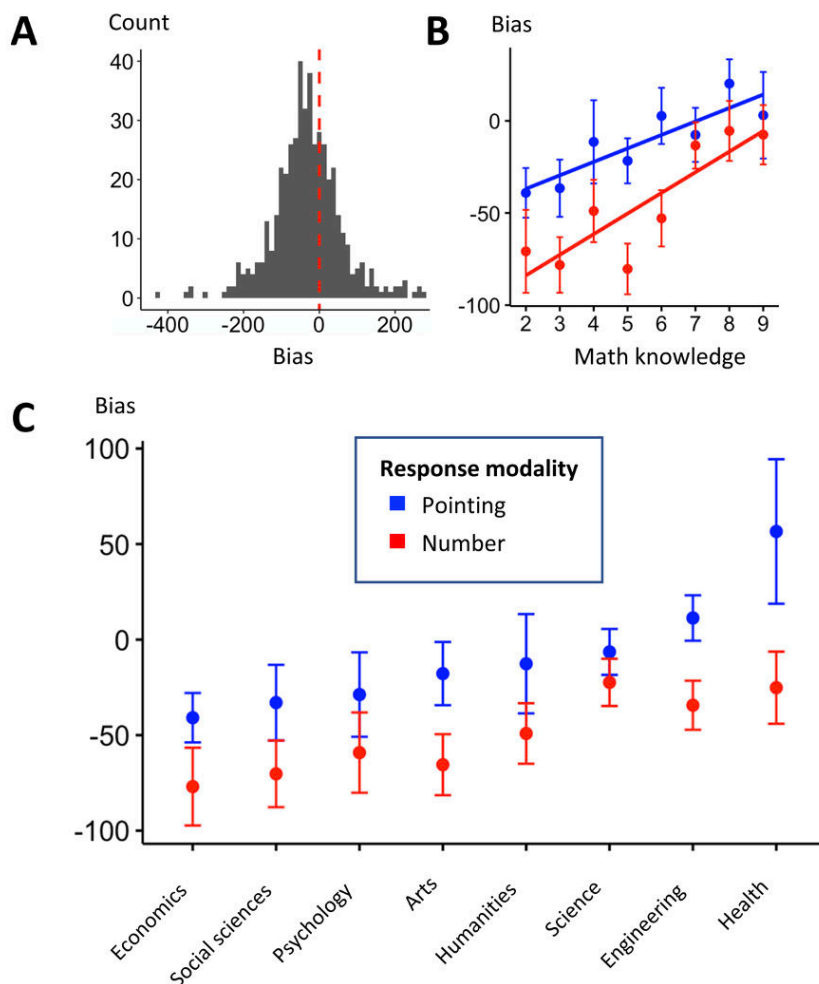 A
Count
40
30
20
10
0
-400
-200
0
200
Bias
B
Bias
0
-50
-100
2 3 4 5 6 7 8 9
Math knowledge
C
Bias
100
50
0
-50
-100
Response modality
Pointing
Number
Economics
Social sciences
Psychology
Arts
Humanities
Science
Engineering
Health